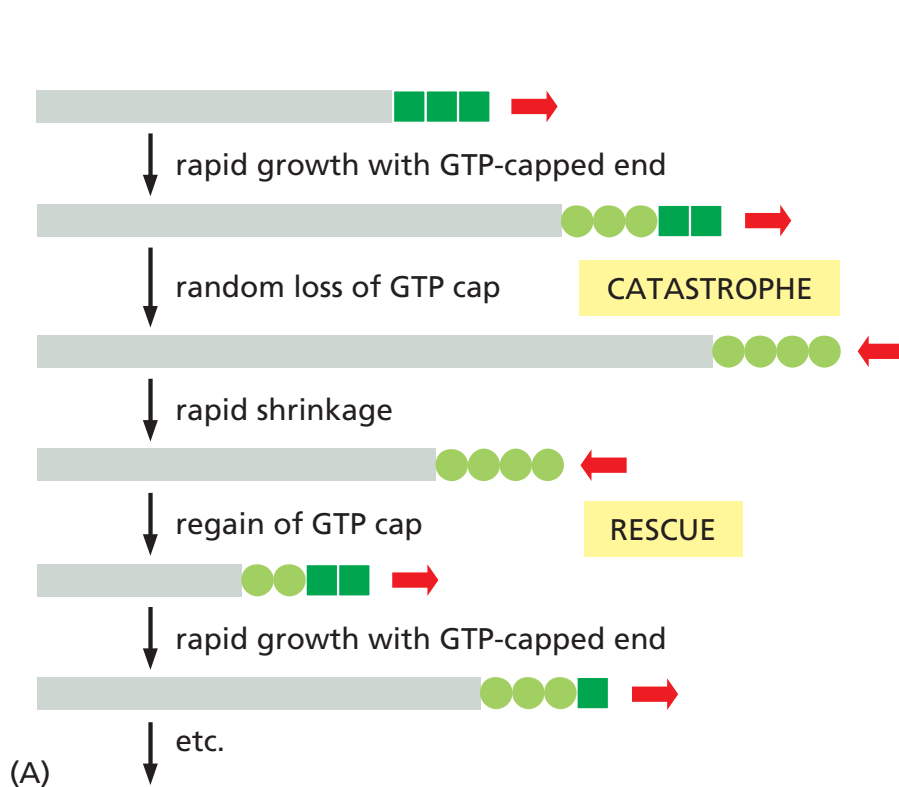 rapid growth with GTP-capped end
random loss of GTP cap
CATASTROPHE
rapid shrinkage
regain of GTP cap
RESCUE
rapid growth with GTP-capped end
etc.
(A)